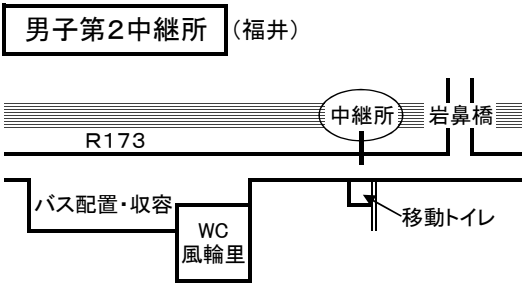 男子第2中継所 (福井)
中継所 岩鼻橋
R173
バス配置・収容
WC
風輪里
移動トイレ